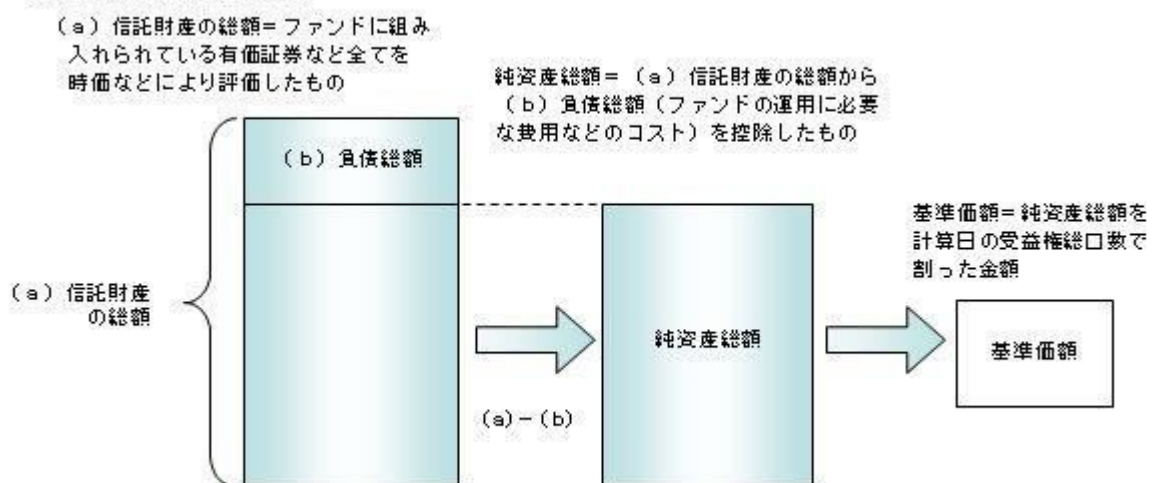 (a)信託財産の総額=ファンドに組み
入れられている有価証券など全てを
時価などにより評価したもの
純資産総額=(a)信託財産の総額から
(b)負債総額(ファンドの運用に必要
な費用などのコスト)を控除したもの
(b)負債総額
基準価額=純資産総額を
計算日の受益権総口数で
割った金額
(a)信託財産
の総額
純資産総額
基準価額
(a)-(b)